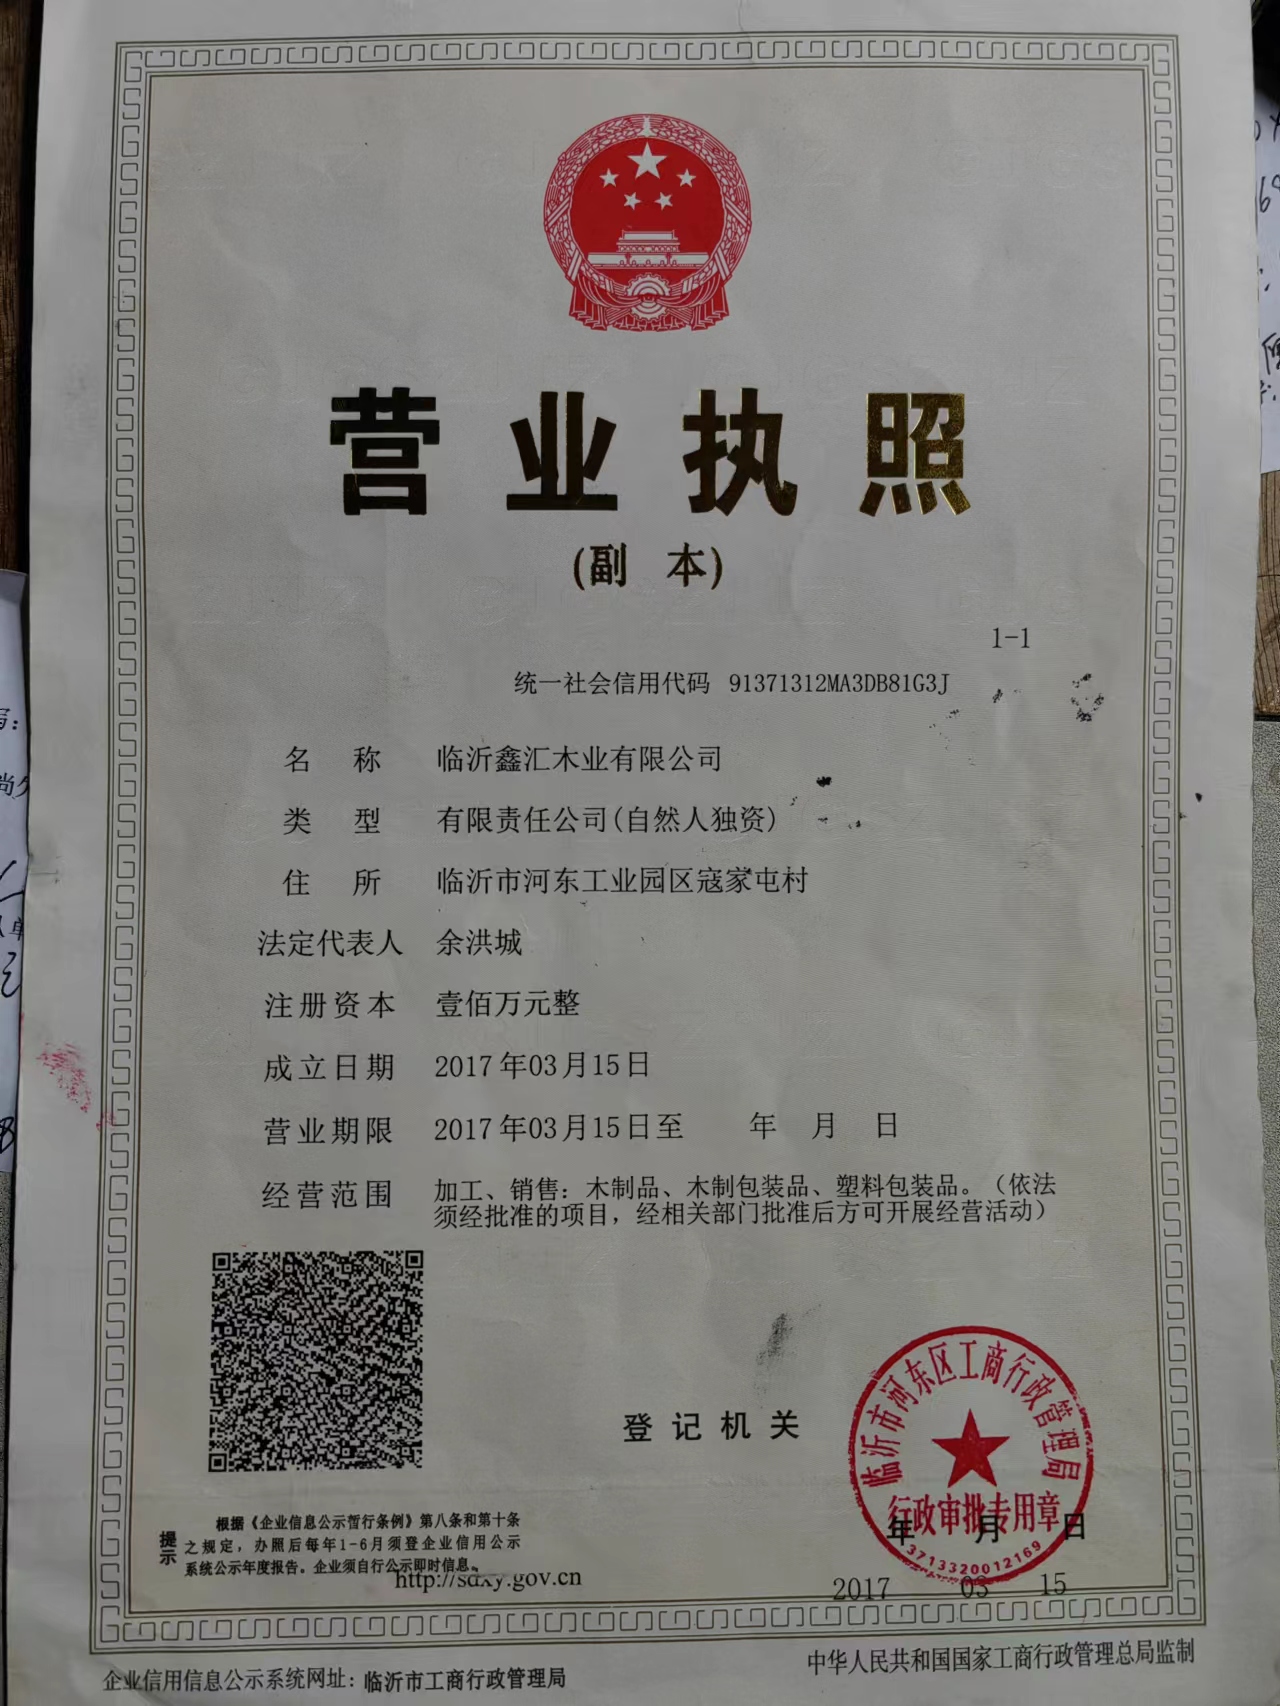 营业执照
(副 本)
1-1
统一社会信用代码 91371312MA3DB81G3J
名 称 临沂鑫汇木业有限公司
类 型 有限责任公司(自然人独资)
住 所 临沂市河东工业园区寇家屯村
法定代表人 余洪城
注册资本 壹佰万元整
成立日期 2017年03月15日
营业期限 2017年03月15日至 年 月 日
经营范围 加工、销售：木制品、木制包装品、塑料包装品。（依法
须经批准的项目，经相关部门批准后方可开展经营活动）
登记机关
临沂市河东区工商行政管理局
行政审批专用章
3713320012169
年 月 日
2017 03 15
提示
根据《企业信息公示暂行条例》第八条和第十条
之规定，办照后每年1-6月须登企业信用公示
系统公示年度报告。企业须自行公示即时信息。
http://sdxy.gov.cn
企业信用信息公示系统网址：临沂市工商行政管理局
中华人民共和国国家工商行政管理总局监制